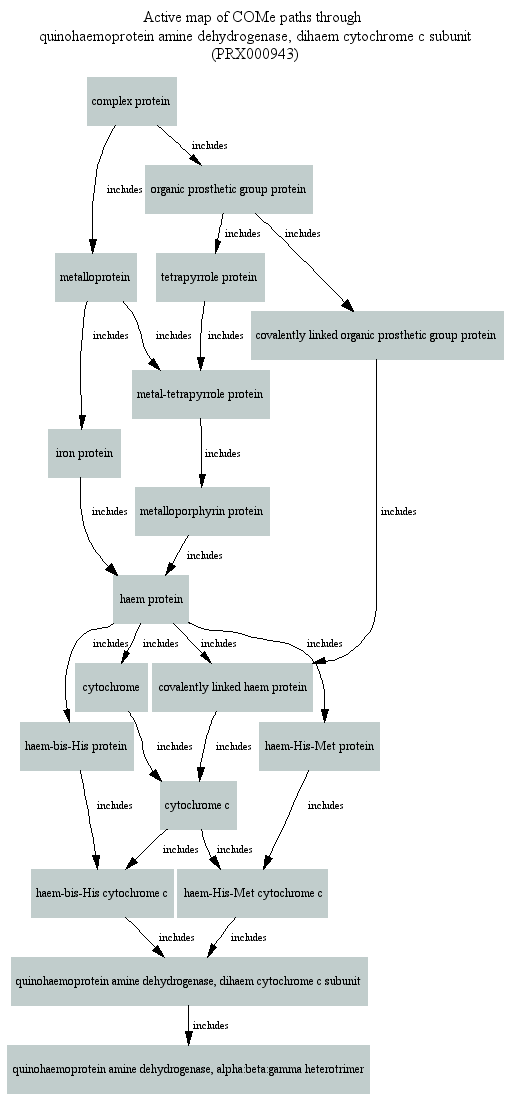 Active map of COMe paths through
quinohaemoprotein amine dehydrogenase, dihaem cytochrome c subunit
(PRX000943)
complex protein
includes
includes
organic prosthetic group protein
includes
includes
metalloprotein
tetrapyrrole protein
includes
includes
includes
covalently linked organic prosthetic group protein
metal-tetrapyrrole protein
iron protein
includes
metalloporphyrin protein
includes
includes
includes
haem protein
includes
includes
includes
includes
cytochrome
covalently linked haem protein
haem-bis-His protein
includes
includes
haem-His-Met protein
cytochrome c
includes
includes
includes
includes
haem-bis-His cytochrome c
haem-His-Met cytochrome c
includes
includes
quinohaemoprotein amine dehydrogenase, dihaem cytochrome c subunit
includes
quinohaemoprotein amine dehydrogenase, alpha:beta:gamma heterotrimer